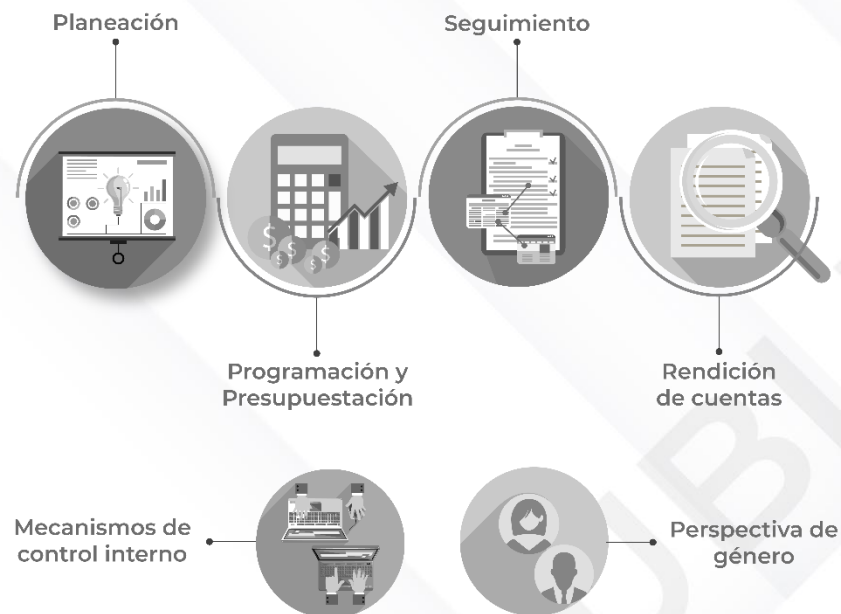 Planeación
Seguimiento
Programación y
Presupuestación
Rendición
de cuentas
Mecanismos de
control interno
Perspectiva de
género